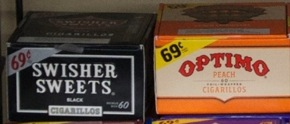 69¢
SWISHER
SWEETS
BLACK
CIGARILLOS
60
69¢
OPTIMO
PEACH
60
CIGARILLOS